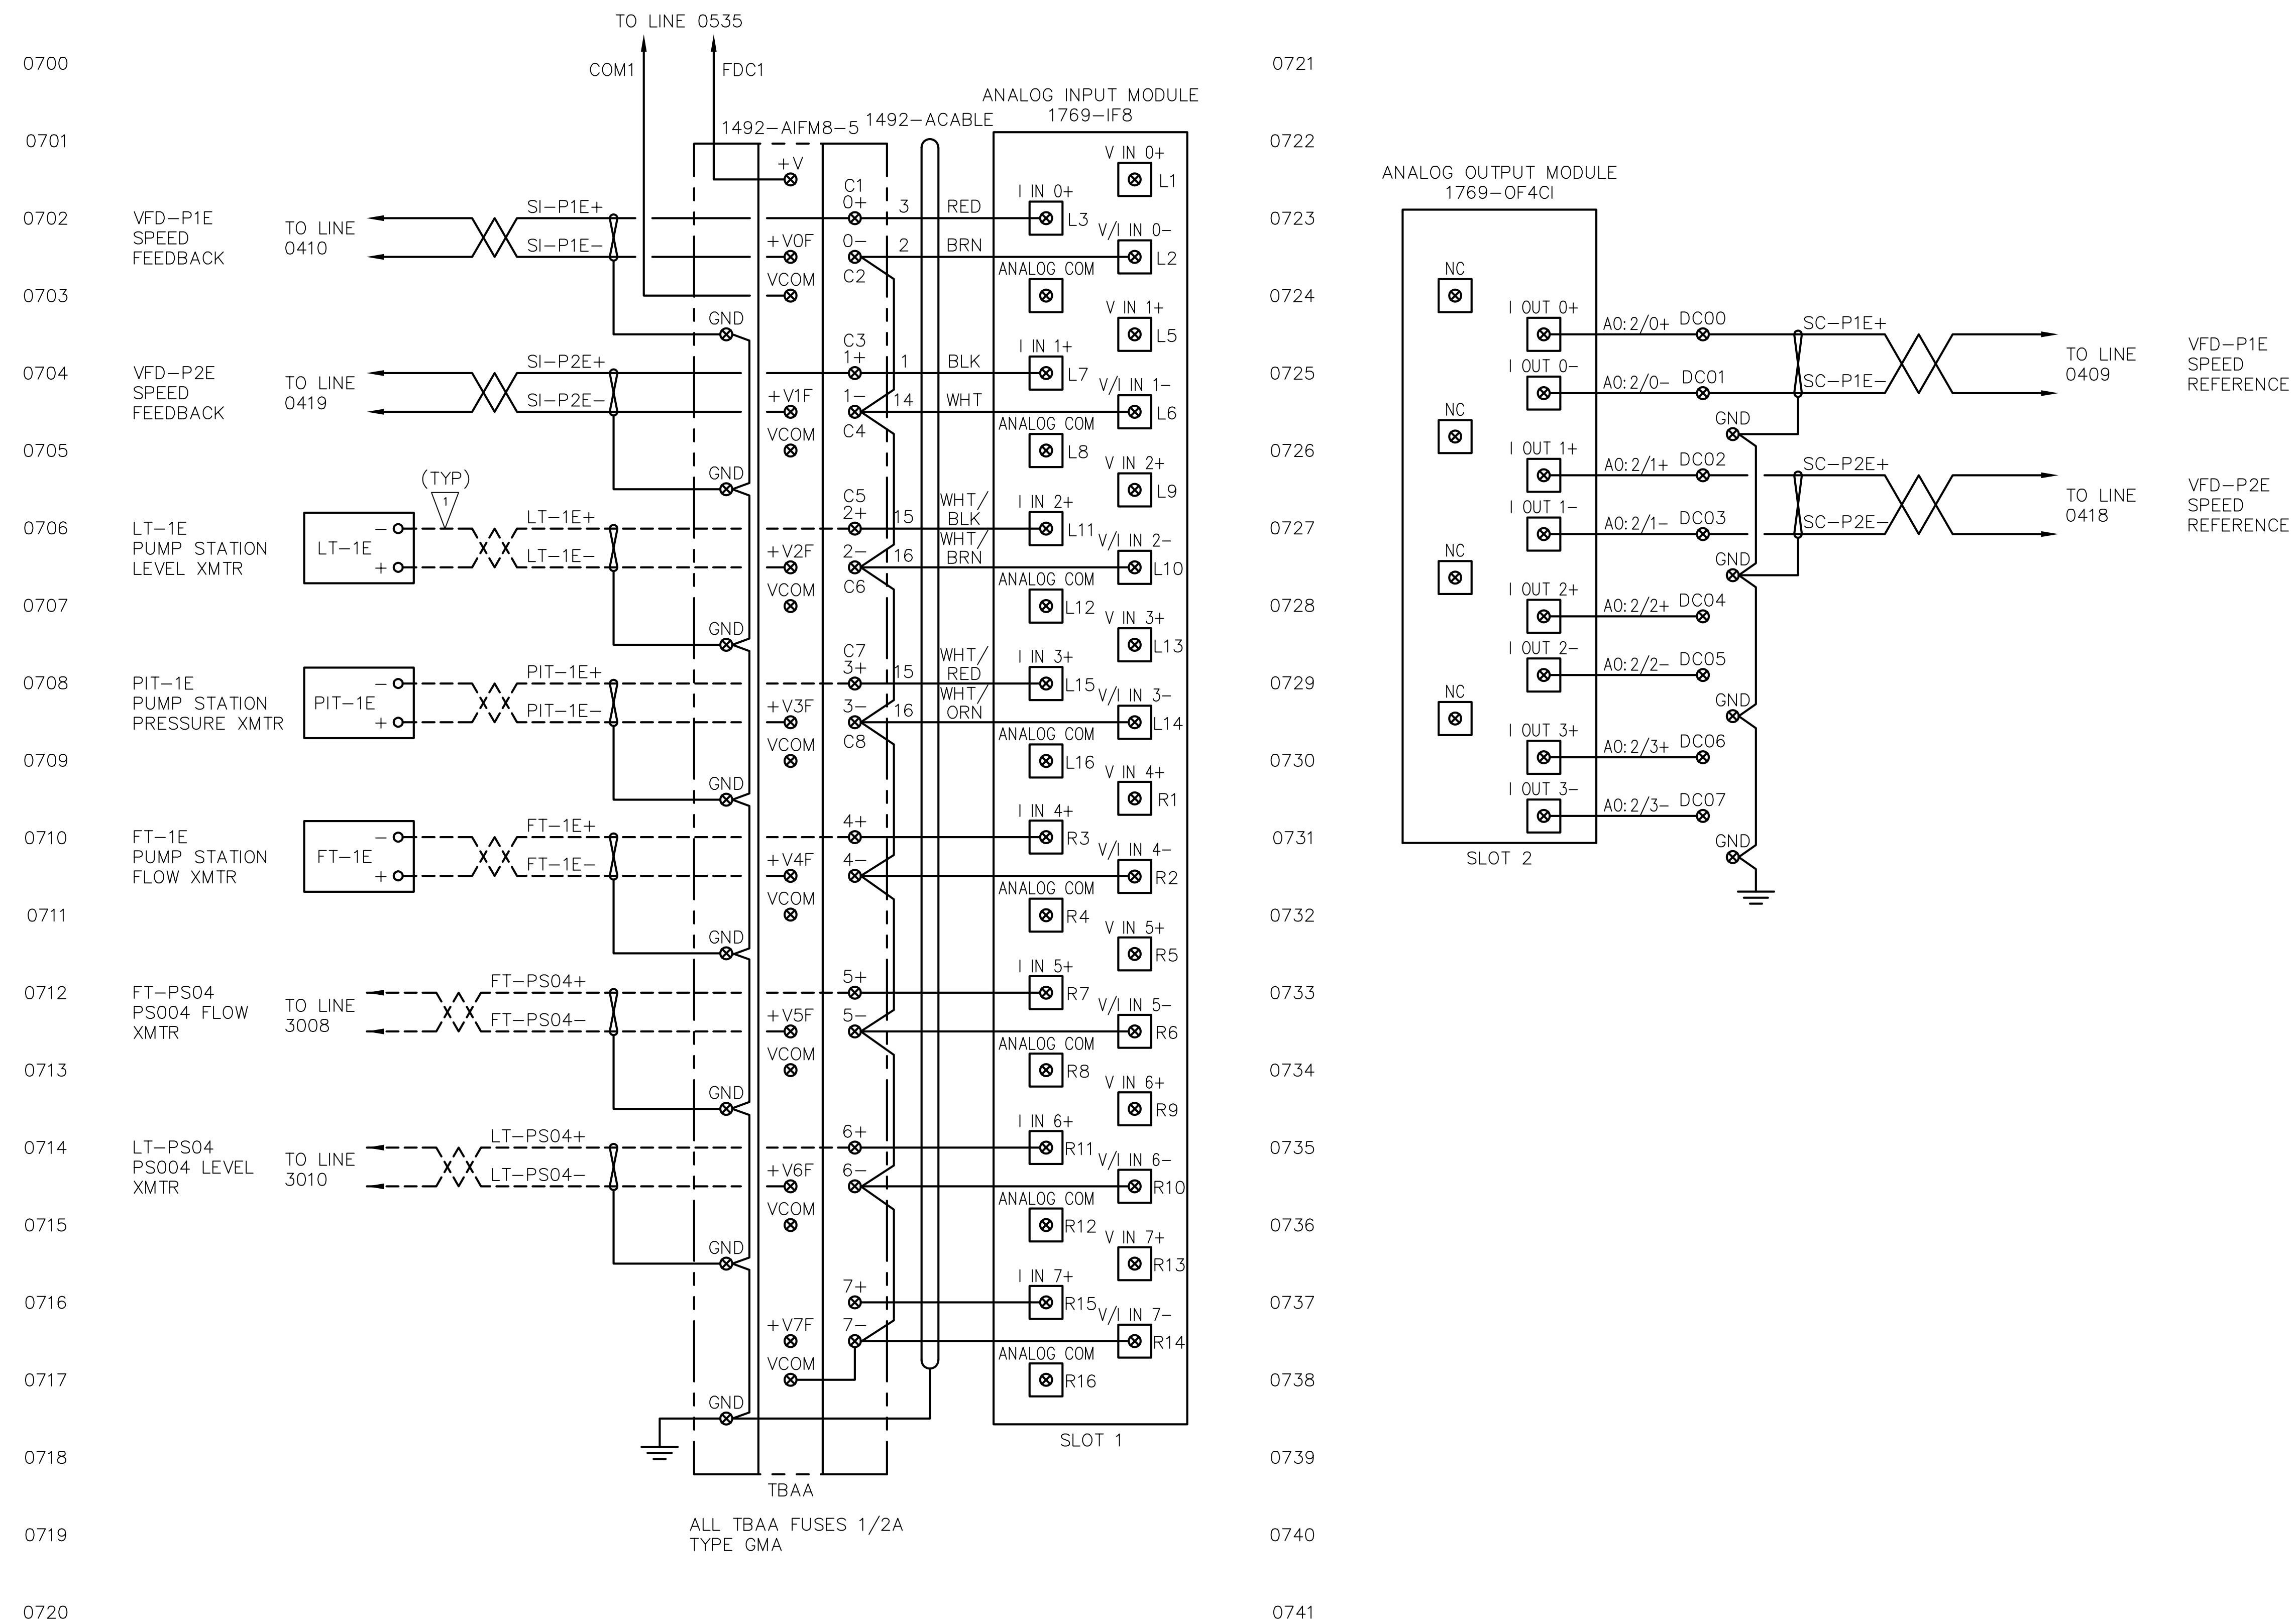 TO LINE 0535
COM1
FDC1
0700
0701
0702
0703
0704
0705
0706
0707
0708
0709
0710
0711
0712
0713
0714
0715
0716
0717
0718
0719
0720
VFD-P1E
SPEED
FEEDBACK
TO LINE
0410
SI-P1E+
SI-P1E-
VFD-P2E
SPEED
FEEDBACK
TO LINE
0419
SI-P2E+
SI-P2E-
(TYP)
1
LT-1E
PUMP STATION
LEVEL XMTR
LT-1E
-
+
LT-1E+
LT-1E-
PIT-1E
PUMP STATION
PRESSURE XMTR
PIT-1E
-
+
PIT-1E+
PIT-1E-
FT-1E
PUMP STATION
FLOW XMTR
FT-1E
-
+
FT-1E+
FT-1E-
FT-PS04
PS004 FLOW
XMTR
TO LINE
3008
FT-PS04+
FT-PS04-
LT-PS04
PS004 LEVEL
XMTR
TO LINE
3010
LT-PS04+
LT-PS04-
1492-AIFM8-5
+V
+V0F
VCOM
GND
+V1F
VCOM
GND
+V2F
VCOM
GND
+V3F
VCOM
GND
+V4F
VCOM
GND
+V5F
VCOM
GND
+V6F
VCOM
GND
+V7F
VCOM
GND
C1
0+
0-
C2
C3
1+
1-
C4
C5
2+
2-
C6
C7
3+
3-
C8
4+
4-
5+
5-
6+
6-
7+
7-
TBAA
ALL TBAA FUSES 1/2A
TYPE GMA
1492-ACABLE
3 RED
2 BRN
1 BLK
14 WHT
15 WHT/
BLK
16 WHT/
BRN
15 WHT/
RED
16 WHT/
ORN
ANALOG INPUT MODULE
1769-IF8
V IN 0+
L1
I IN 0+
L3
V/I IN 0-
L2
ANALOG COM
V IN 1+
L5
I IN 1+
L7
V/I IN 1-
L6
ANALOG COM
L8
V IN 2+
L9
I IN 2+
L11
V/I IN 2-
L10
ANALOG COM
L12
V IN 3+
L13
I IN 3+
L15
V/I IN 3-
L14
ANALOG COM
L16
V IN 4+
R1
I IN 4+
R3
V/I IN 4-
R2
ANALOG COM
R4
V IN 5+
R5
I IN 5+
R7
V/I IN 5-
R6
ANALOG COM
R8
V IN 6+
R9
I IN 6+
R11
V/I IN 6-
R10
ANALOG COM
R12
V IN 7+
R13
I IN 7+
R15
V/I IN 7-
R14
ANALOG COM
R16
SLOT 1
0721
0722
0723
0724
0725
0726
0727
0728
0729
0730
0731
0732
0733
0734
0735
0736
0737
0738
0739
0740
0741
ANALOG OUTPUT MODULE
1769-OF4CI
NC
NC
NC
NC
I OUT 0+
I OUT 0-
I OUT 1+
I OUT 1-
I OUT 2+
I OUT 2-
I OUT 3+
I OUT 3-
SLOT 2
AO:2/0+ DC00
AO:2/0- DC01
AO:2/1+ DC02
AO:2/1- DC03
AO:2/2+ DC04
AO:2/2- DC05
AO:2/3+ DC06
AO:2/3- DC07
GND
GND
GND
GND
SC-P1E+
SC-P1E-
TO LINE
0409
VFD-P1E
SPEED
REFERENCE
SC-P2E+
SC-P2E-
TO LINE
0418
VFD-P2E
SPEED
REFERENCE